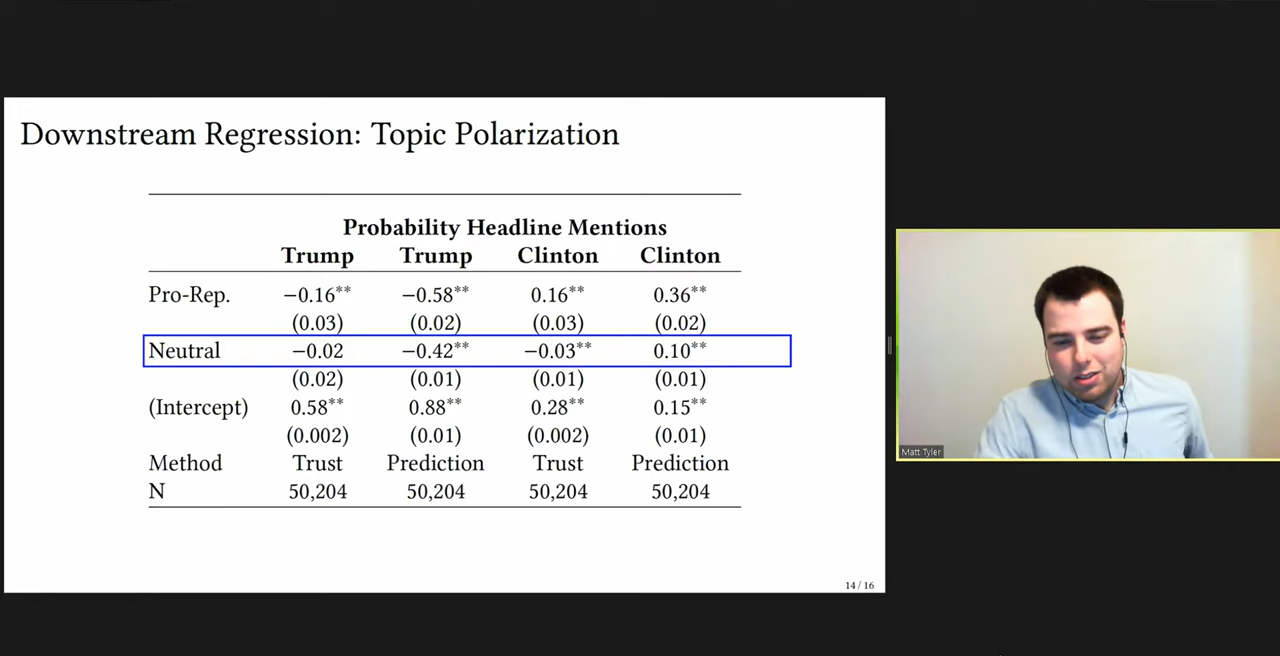 Downstream Regression: Topic Polarization
Probability Headline Mentions
Trump Trump Clinton Clinton
Pro-Rep. −0.16** −0.58** 0.16** 0.36**
(0.03) (0.02) (0.03) (0.02)
Neutral −0.02 −0.42** −0.03** 0.10**
(0.02) (0.01) (0.01) (0.01)
(Intercept) 0.58** 0.88** 0.28** 0.15**
(0.002) (0.01) (0.002) (0.01)
Method Trust Prediction Trust Prediction
N 50,204 50,204 50,204 50,204
14 / 16
Matt Tyler